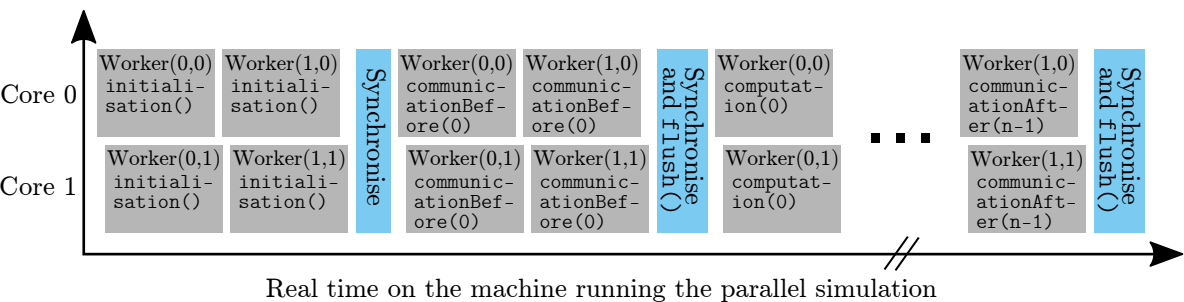 Core 0
Worker(0,0)
initiali-
sation()
Worker(1,0)
initiali-
sation()
Core 1
Worker(0,1)
initiali-
sation()
Worker(1,1)
initiali-
sation()
Synchronise
Worker(0,0)
communic-
ationBef-
ore(0)
Worker(1,0)
communic-
ationBef-
ore(0)
Worker(0,1)
communic-
ationBef-
ore(0)
Worker(1,1)
communic-
ationBef-
ore(0)
Synchronise
and flush()
Worker(0,0)
computat-
ion(0)
Worker(0,1)
computat-
ion(0)
Worker(1,0)
communic-
ationAft-
er(n-1)
Worker(1,1)
communic-
ationAft-
er(n-1)
Synchronise
and flush()
Real time on the machine running the parallel simulation